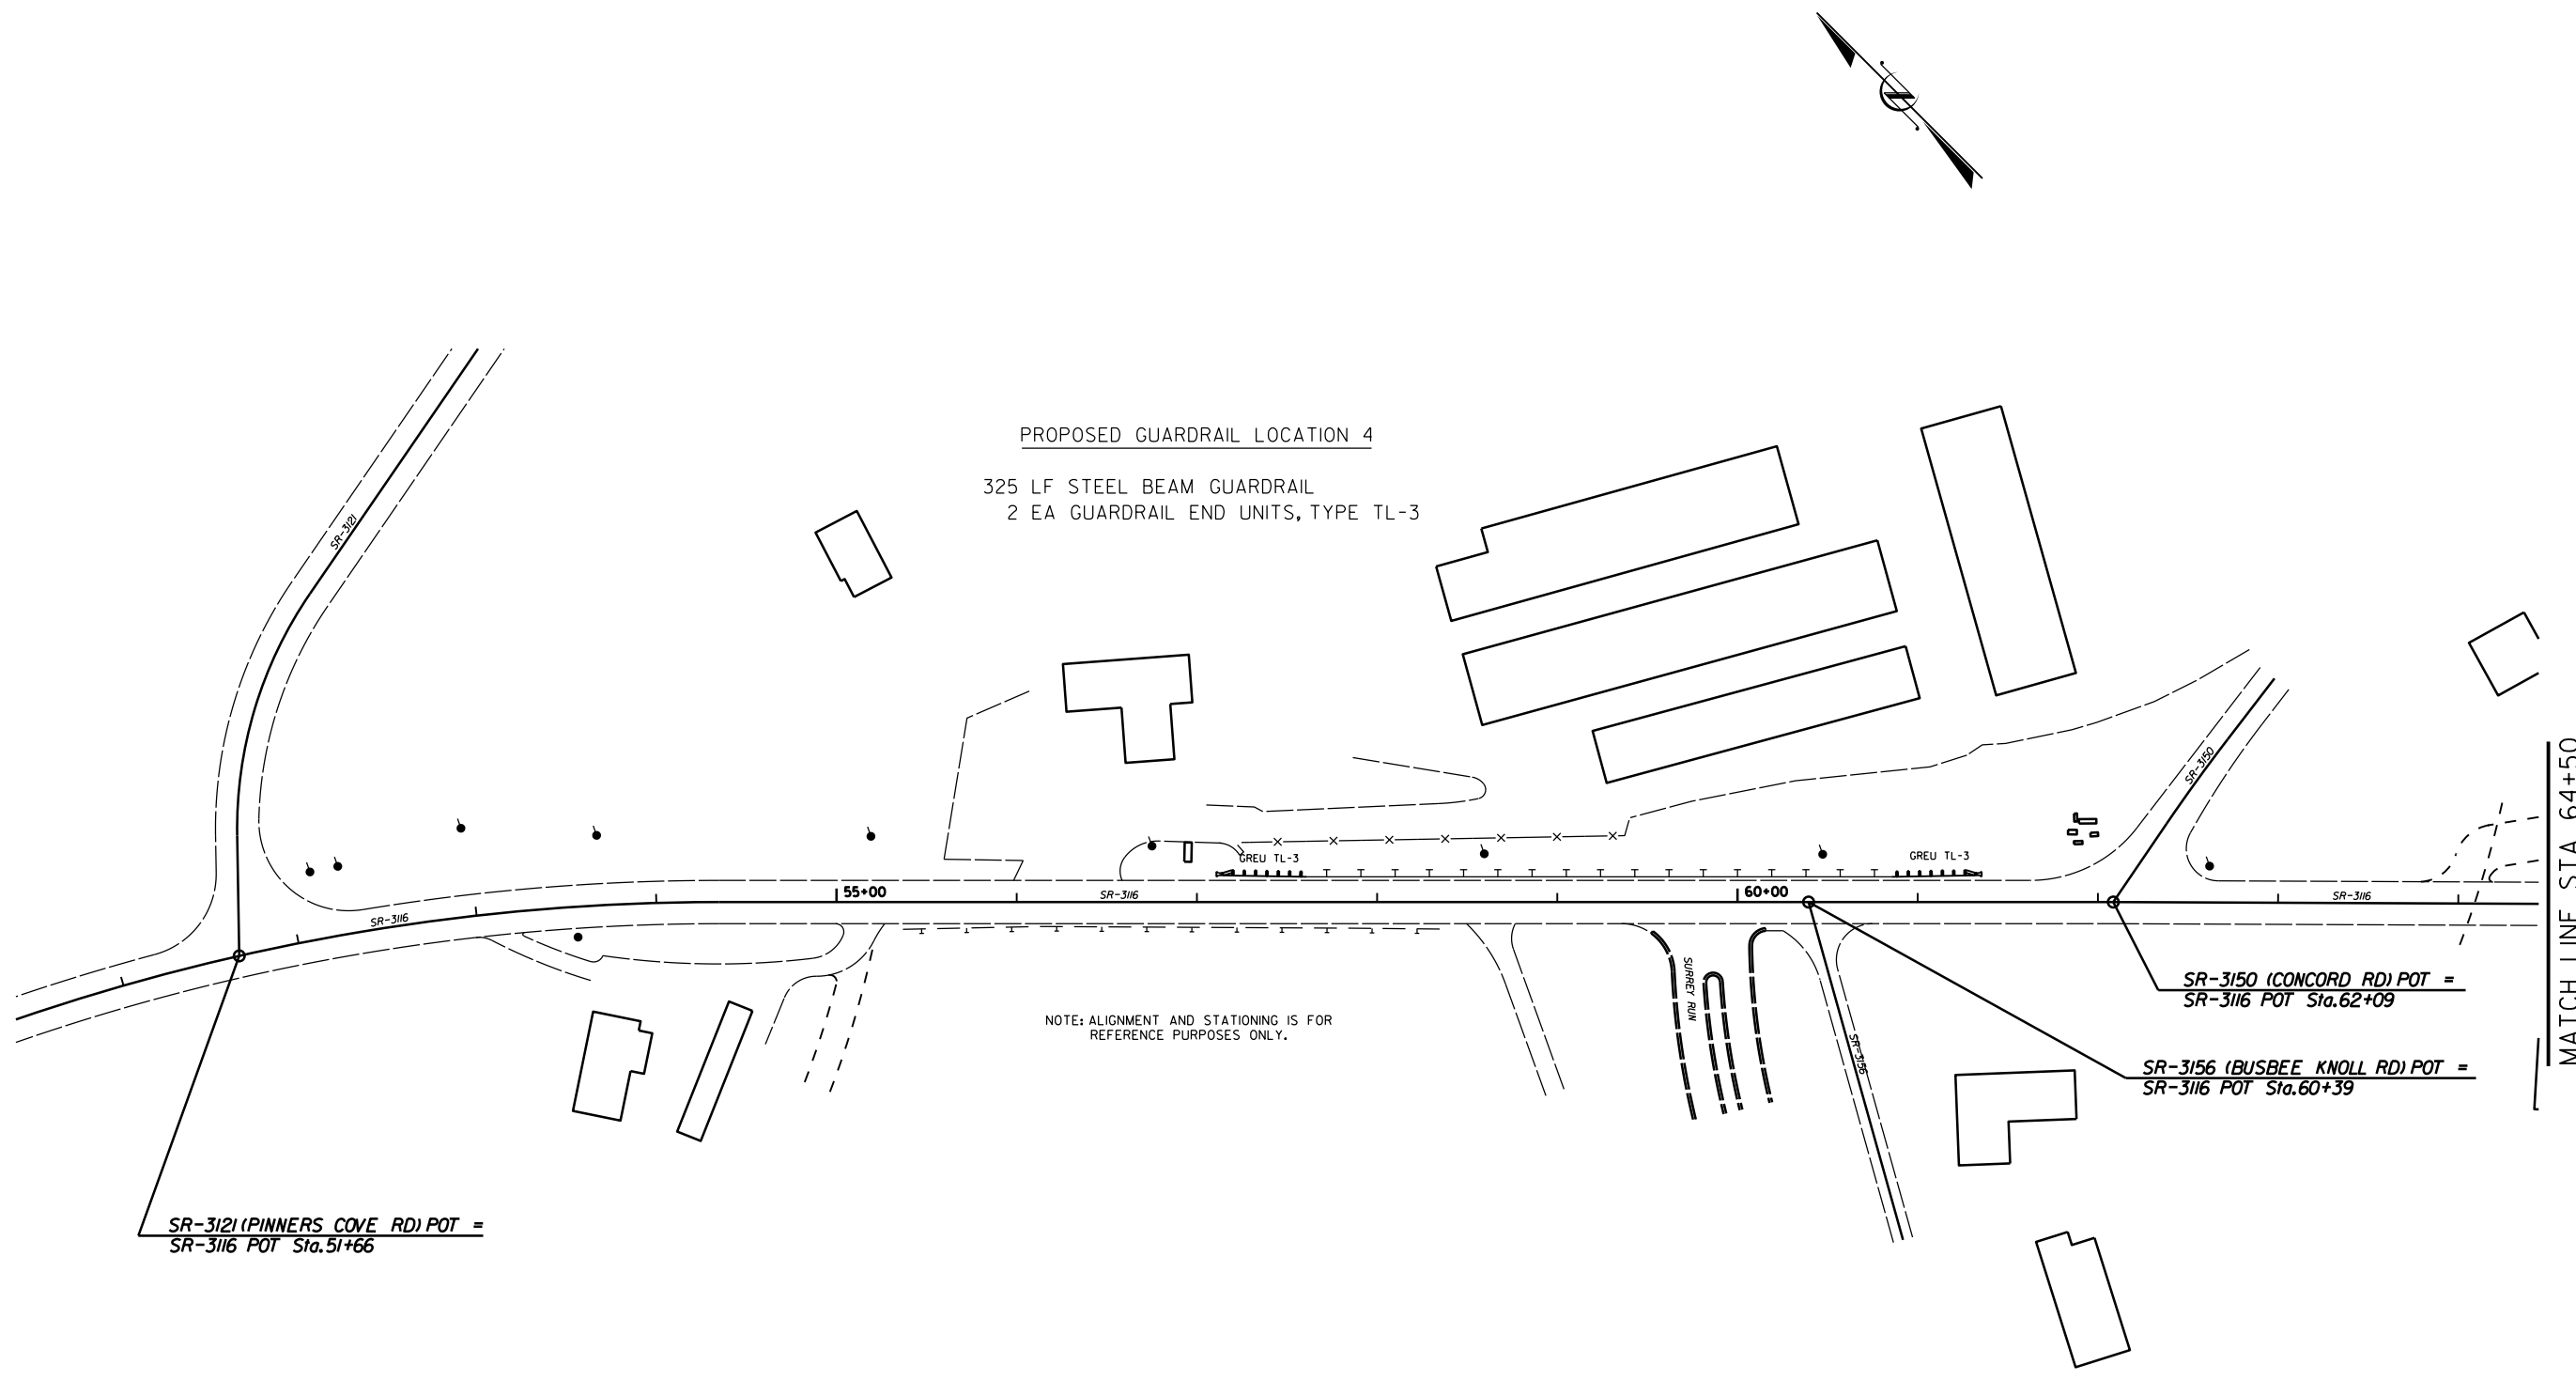 PROPOSED GUARDRAIL LOCATION 4
325 LF STEEL BEAM GUARDRAIL
2 EA GUARDRAIL END UNITS, TYPE TL-3
SR-3121
SR-3150
MATCH LINE STA 64+50
GREU TL-3
GREU TL-3
55+00
60+00
SR-3116
SR-3116
SR-3116
SURREY RUN
SR-3156
NOTE: ALIGNMENT AND STATIONING IS FOR
REFERENCE PURPOSES ONLY.
SR-3150 (CONCORD RD) POT =
SR-3116 POT Sta.62+09
SR-3156 (BUSBEE KNOLL RD) POT =
SR-3116 POT Sta.60+39
SR-3121 (PINNERS COVE RD) POT =
SR-3116 POT Sta.51+66